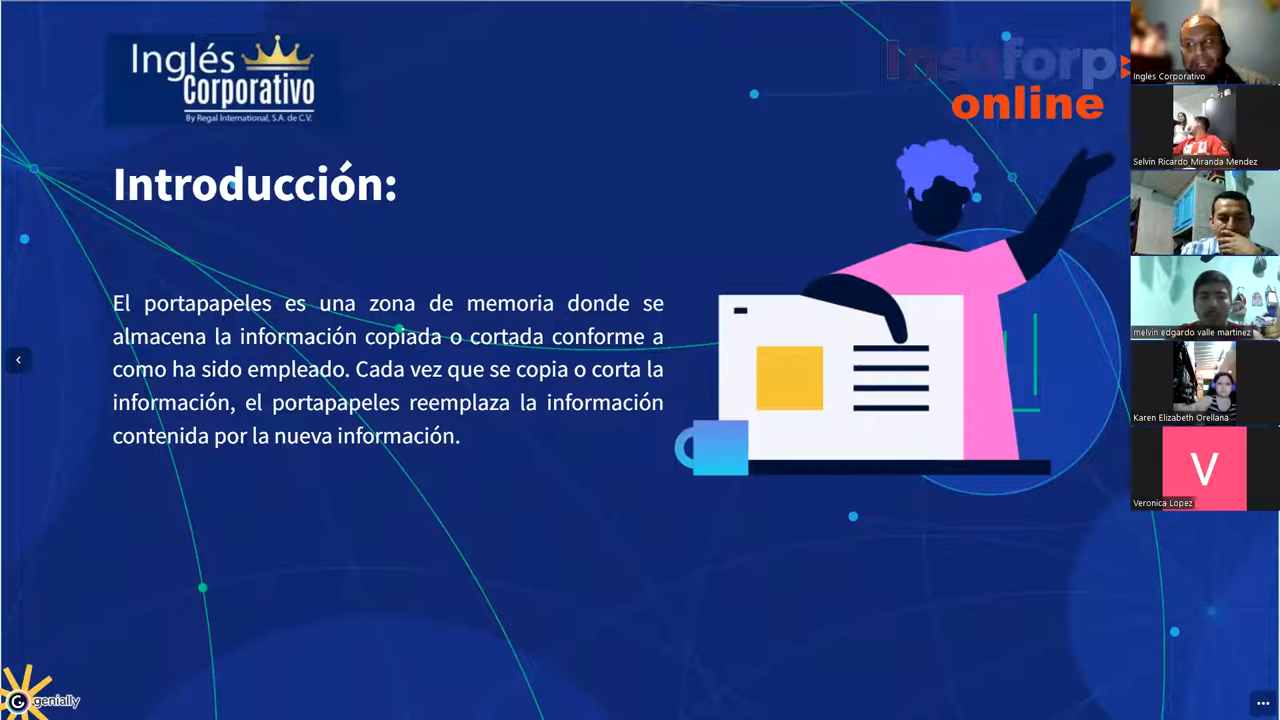 Inglés
Corporativo
By Regal International, S.A. de C.V.
Insaforp
online
Introducción:
El portapapeles es una zona de memoria donde se
almacena la información copiada o cortada conforme a
como ha sido empleado. Cada vez que se copia o corta la
información, el portapapeles reemplaza la información
contenida por la nueva información.
genially
Ingles Corporativo
Selvin Ricardo Miranda Mendez
melvin edgardo valle martinez
Karen Elizabeth Orellana
V
Veronica Lopez